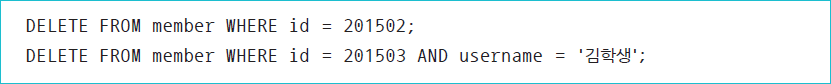 DELETE FROM member WHERE id = 201502;
DELETE FROM member WHERE id = 201503 AND username = '김학생';